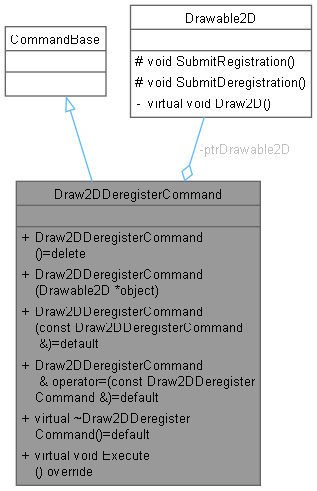 CommandBase
Drawable2D
# void SubmitRegistration()
# void SubmitDeregistration()
- virtual void Draw2D()
-ptrDrawable2D
Draw2DDeregisterCommand
+ Draw2DDeregisterCommand
()=delete
+ Draw2DDeregisterCommand
(Drawable2D *object)
+ Draw2DDeregisterCommand
(const Draw2DDeregisterCommand
&)=default
+ Draw2DDeregisterCommand
& operator=(const Draw2DDeregister
Command &)=default
+ virtual ~Draw2DDeregister
Command()=default
+ virtual void Execute
() override